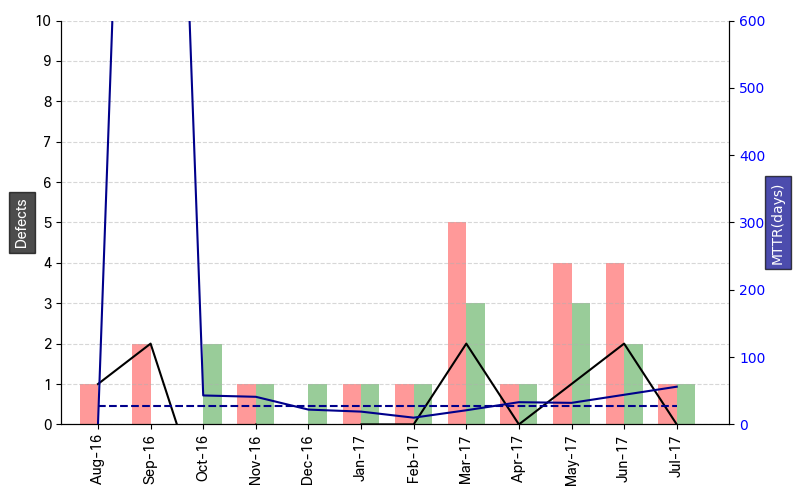 10
9
8
7
6
5
4
3
2
1
0
Defects
600
500
400
300
200
100
0
MTTR(days)
Aug-16
Sep-16
Oct-16
Nov-16
Dec-16
Jan-17
Feb-17
Mar-17
Apr-17
May-17
Jun-17
Jul-17